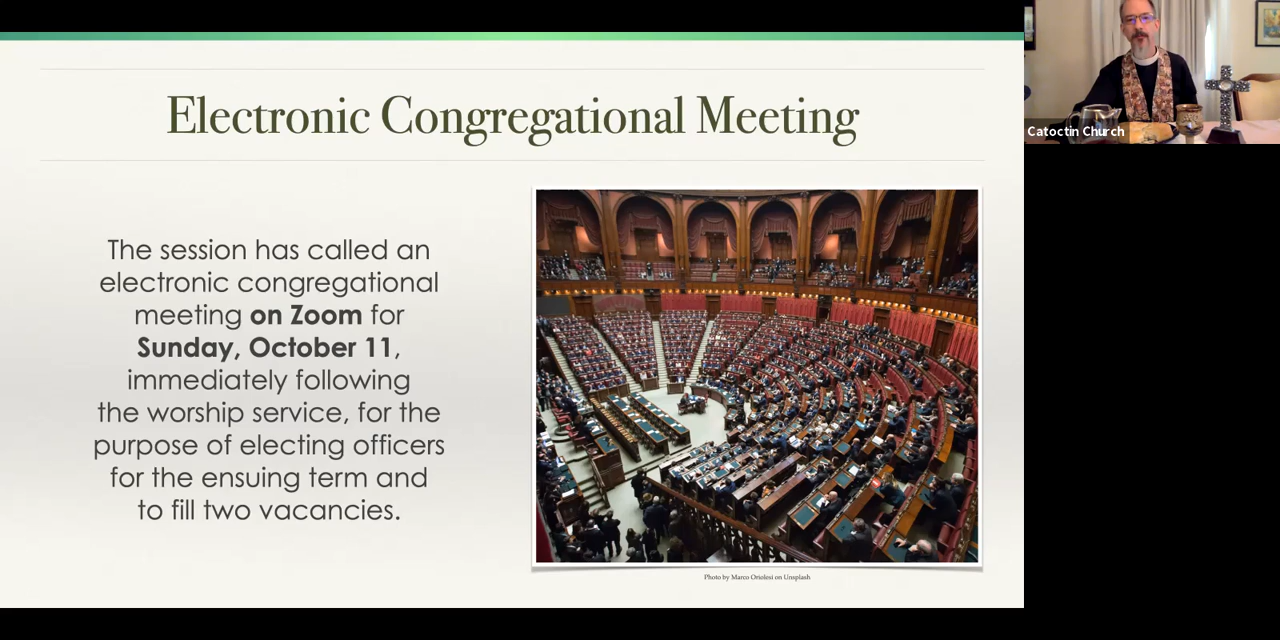 Electronic Congregational Meeting
The session has called an
electronic congregational
meeting on Zoom for
Sunday, October 11,
immediately following
the worship service, for the
purpose of electing officers
for the ensuing term and
to fill two vacancies.
Photo by Marco Oriolesi on Unsplash
Catoctin Church